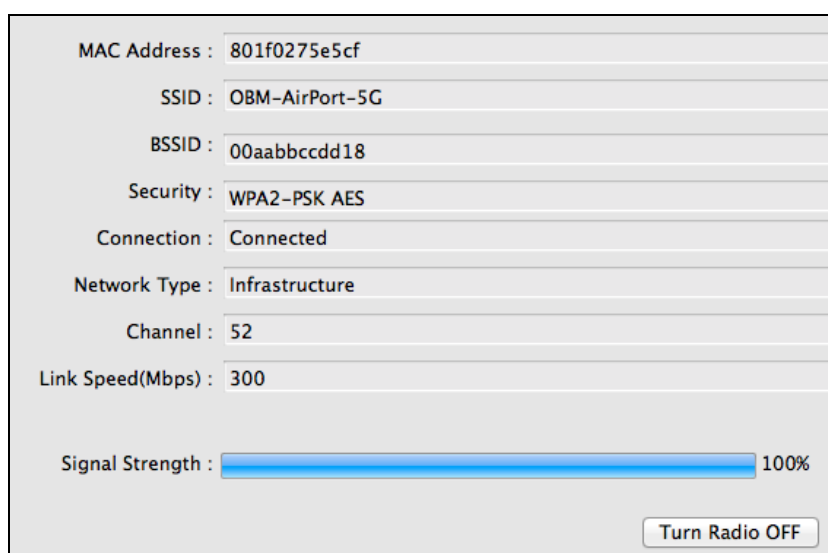 MAC Address : 801f0275e5cf
SSID : OBM-AirPort-5G
BSSID : 00aabbccdd18
Security : WPA2-PSK AES
Connection : Connected
Network Type : Infrastructure
Channel : 52
Link Speed(Mbps) : 300
Signal Strength : 100%
Turn Radio OFF